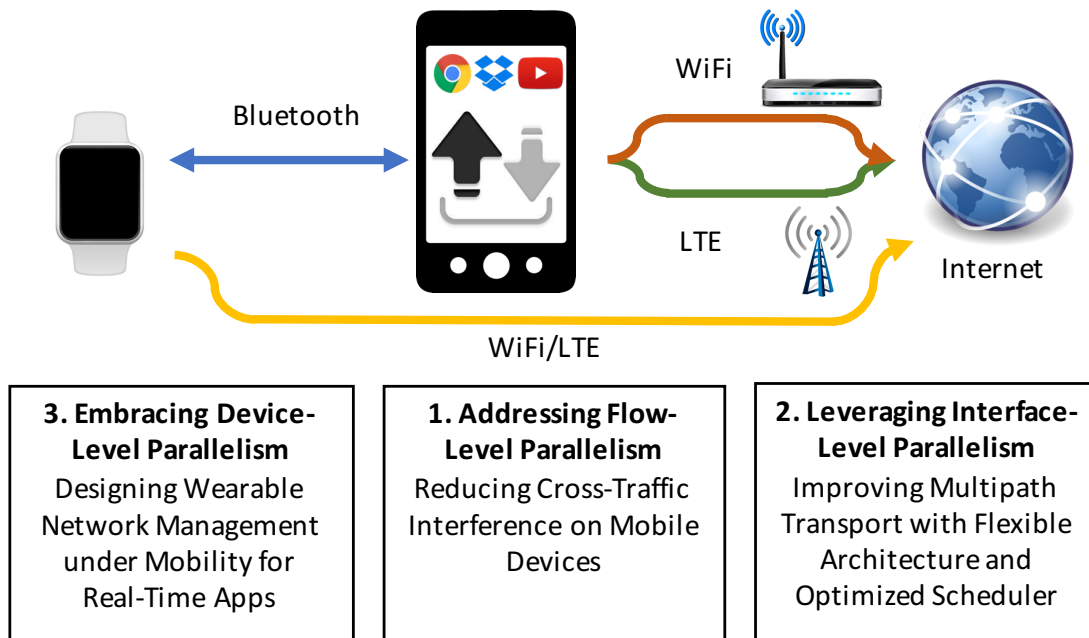 WiFi
Bluetooth
LTE
Internet
WiFi/LTE
3. Embracing Device-
Level Parallelism
Designing Wearable
Network Management
under Mobility for
Real-Time Apps
1. Addressing Flow-
Level Parallelism
Reducing Cross-Traffic
Interference on Mobile
Devices
2. Leveraging Interface-
Level Parallelism
Improving Multipath
Transport with Flexible
Architecture and
Optimized Scheduler